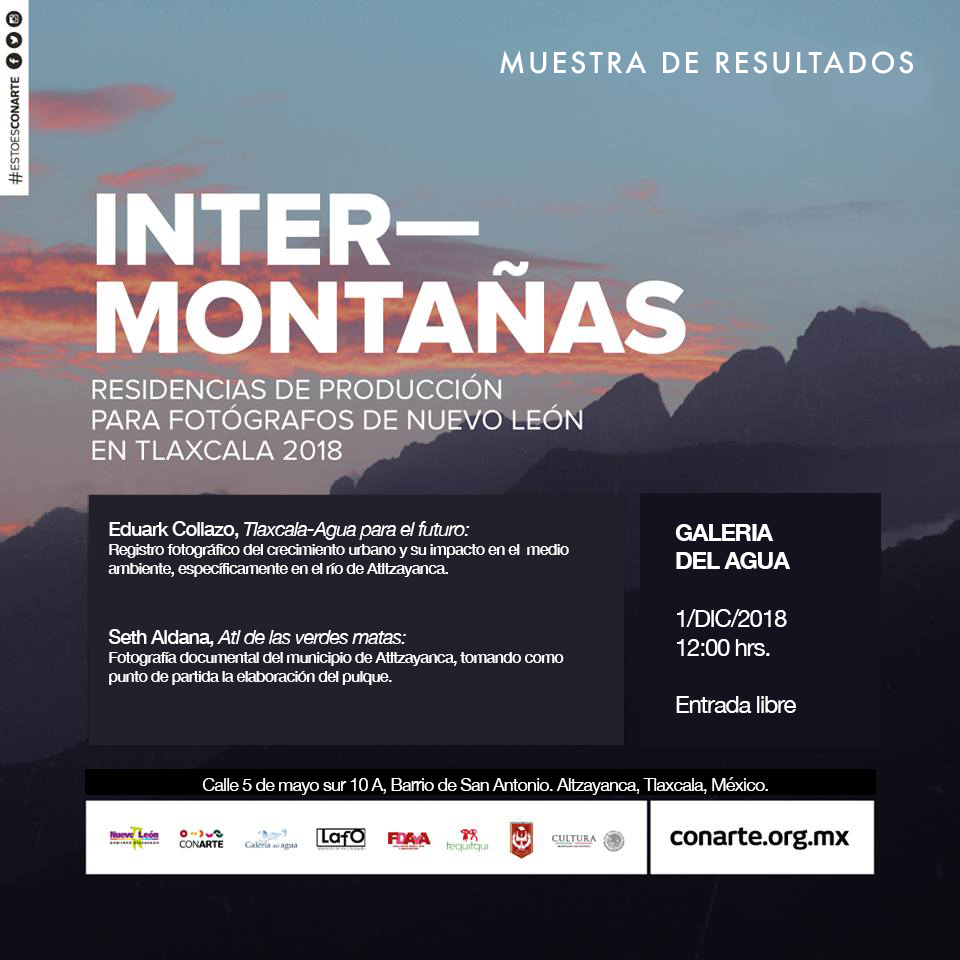 #ESTOESCONARTE
MUESTRA DE RESULTADOS
INTER—
MONTAÑAS
RESIDENCIAS DE PRODUCCIÓN
PARA FOTÓGRAFOS DE NUEVO LEÓN
EN TLAXCALA 2018
Eduark Collazo, Tlaxcala-Agua para el futuro:
Registro fotográfico del crecimiento urbano y su impacto en el medio
ambiente, específicamente en el río de Atltzayanca.
Seth Aldana, Atl de las verdes matas:
Fotografía documental del municipio de Atltzayanca, tomando como
punto de partida la elaboración del pulque.
GALERIA
DEL AGUA
1/DIC/2018
12:00 hrs.
Entrada libre
Calle 5 de mayo sur 10 A, Barrio de San Antonio. Altzayanca, Tlaxcala, México.
Nuevo León
GOBIERNO CIUDADANO
CONARTE
Galería del agua
LafO
FDAvA
Tequitqui
CULTURA
conarte.org.mx